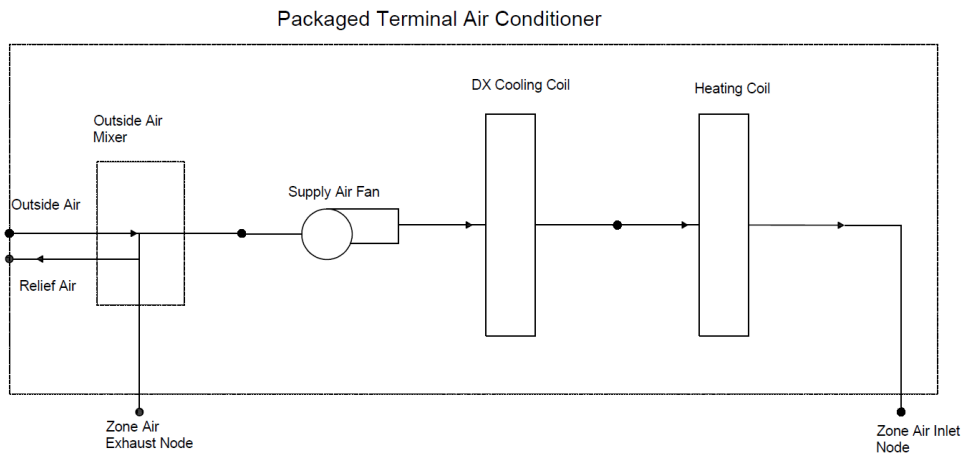 Packaged Terminal Air Conditioner
DX Cooling Coil
Heating Coil
Outside Air
Mixer
Supply Air Fan
Outside Air
Relief Air
Zone Air
Exhaust Node
Zone Air Inlet
Node